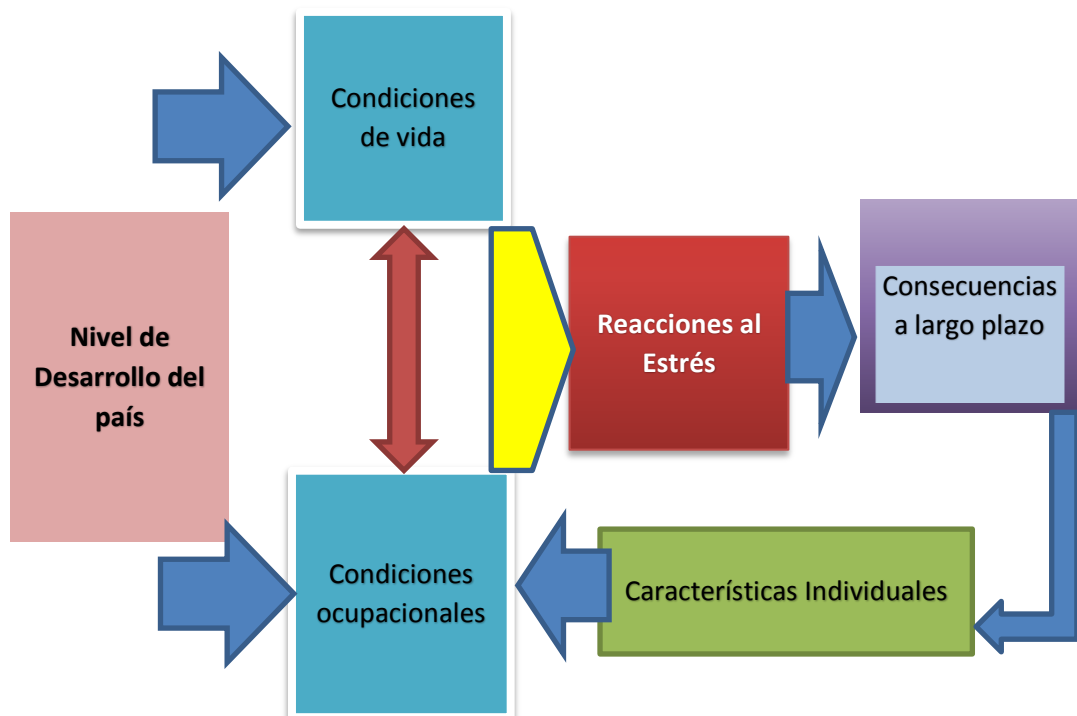 Condiciones
de vida
Nivel de
Desarrollo del
país
Reacciones al
Estrés
Consecuencias
a largo plazo
Condiciones
ocupacionales
Características Individuales